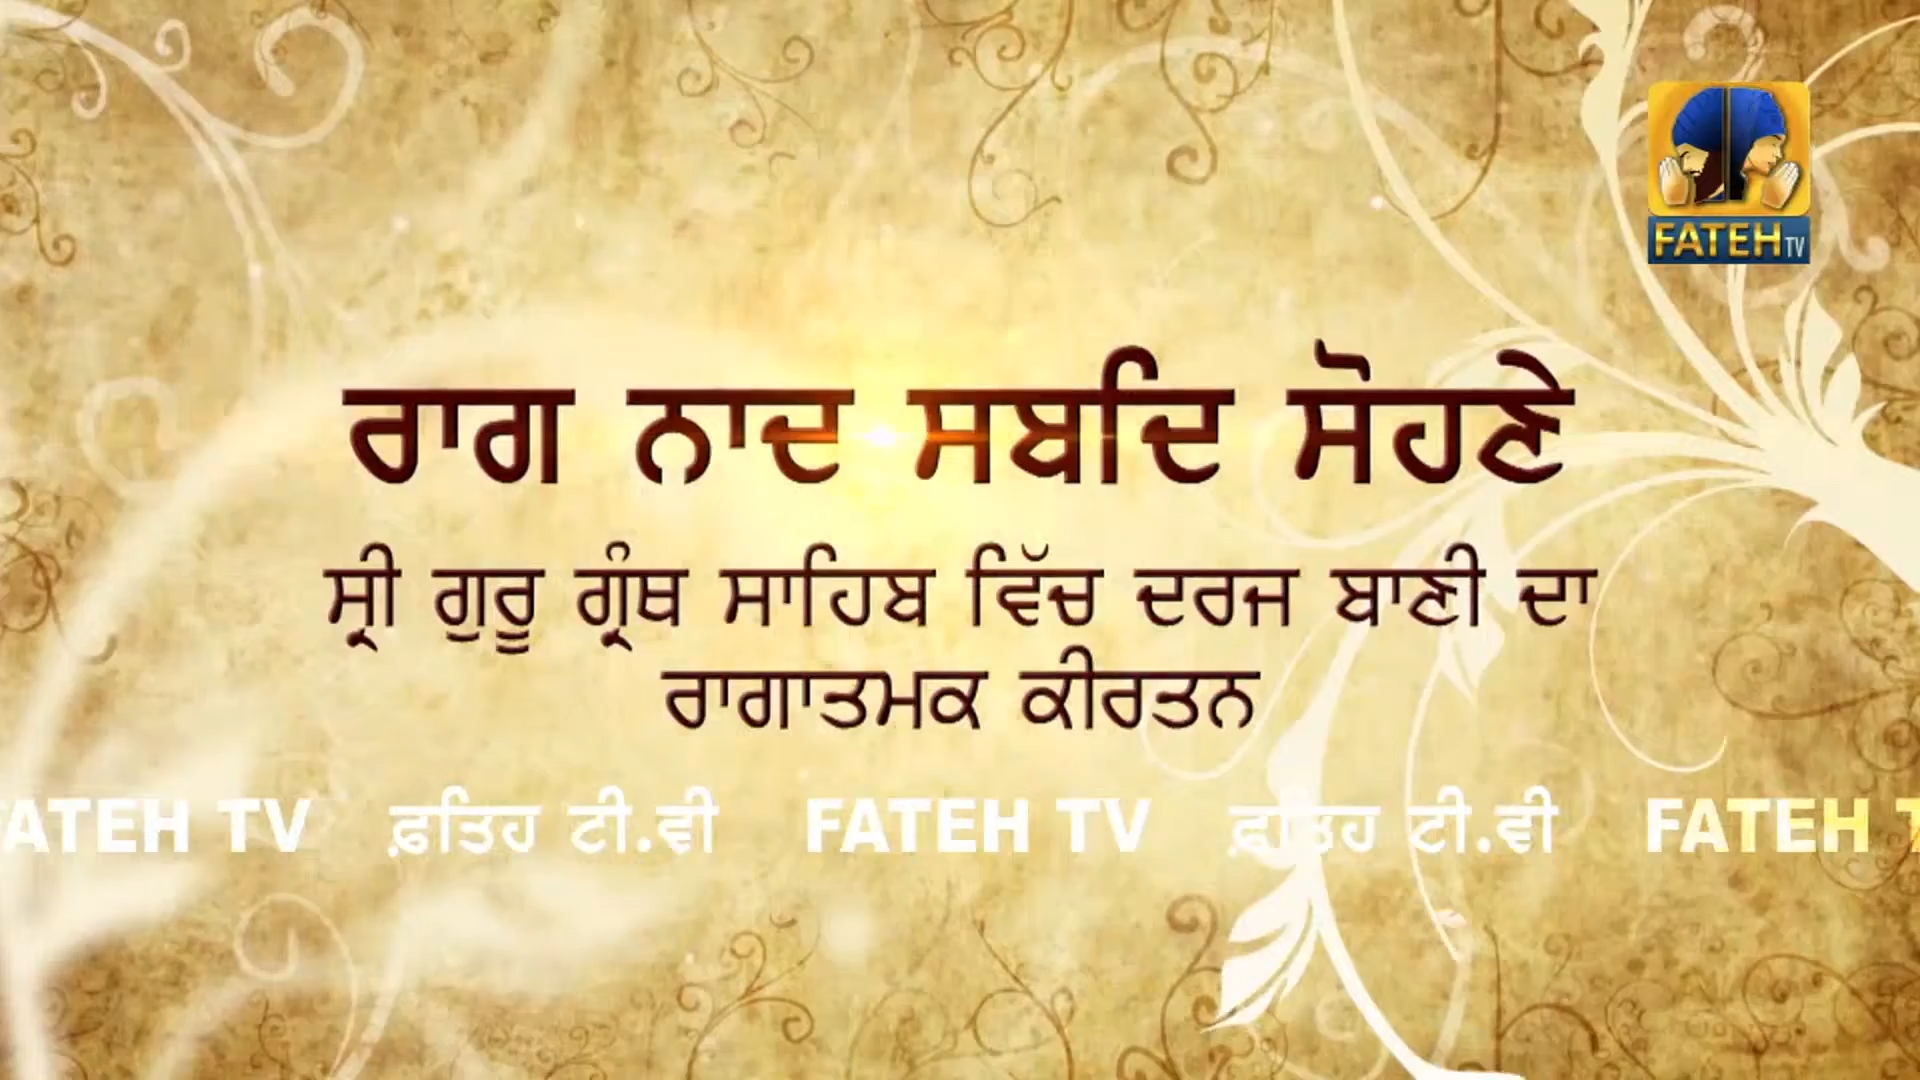 FATEH TV
ਰਾਗ ਨਾਦ ਸਬਦਿ ਸੋਹਣੇ
ਸ੍ਰੀ ਗੁਰੂ ਗ੍ਰੰਥ ਸਾਹਿਬ ਵਿੱਚ ਦਰਜ ਬਾਣੀ ਦਾ
ਰਾਗਾਤਮਕ ਕੀਰਤਨ
ATEH TV ਫ਼ਤਿਹ ਟੀ.ਵੀ FATEH TV ਫ਼ਤਿਹ ਟੀ.ਵੀ FATEH T